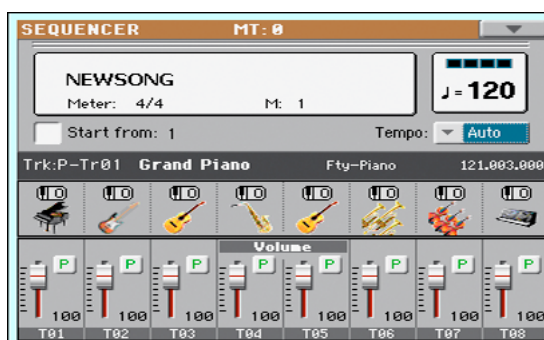 SEQUENCER MT:0
NEWSONG
Meter: 4/4 M: 1
♩=120
Start from: 1 Tempo: Auto
Trk:P-Tr01 Grand Piano Fty-Piano 121.003.000
Volume
P P P P P P P P
100 100 100 100 100 100 100 100
T01 T02 T03 T04 T05 T06 T07 T08